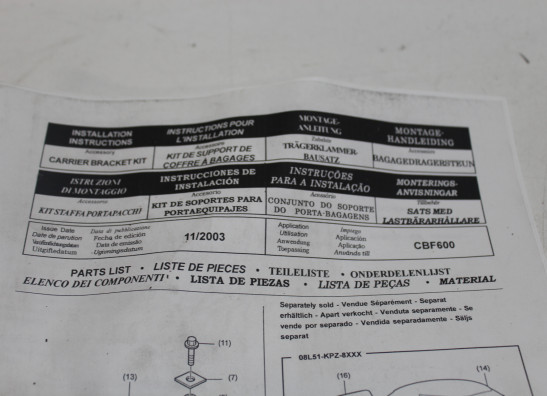 INSTALLATION INSTRUCTIONS
Accessory
CARRIER BRACKET KIT
INSTRUCTIONS POUR L'INSTALLATION
Accessoire
KIT DE SUPPORT DE COFFRE À BAGAGES
MONTAGE-ANLEITUNG
Zubehör
TRÄGERKLAMMER-BAUSATZ
MONTAGE-HANDLEIDING
Accessoire
BAGAGEDRAGERSTEUN
ISTRUZIONI DI MONTAGGIO
Accessorio
KIT STAFFA PORTAPACCHI
INSTRUCCIONES DE INSTALACIÓN
Accesorio
KIT DE SOPORTES PARA PORTAEQUIPAJES
INSTRUÇÕES PARA A INSTALAÇÃO
Acessório
CONJUNTO DO SOPORTE DO PORTA-BAGAGENS
MONTERINGS-ANVISNINGAR
Tillbehör
SATS MED LASTBÄRARHÅLLARE
Issue Date
Date de parution
Utgiftsdatum
Data di pubblicazione
Fecha de edición
Data de emissão
11/2003
Application
Utilisation
Anwendung
Toepassing
Impiego
Aplicación
Aplicação
Används till
CBF600
PARTS LIST · LISTE DE PIECES · TEILELISTE · ONDERDELENLIJST
ELENCO DEI COMPONENTI · LISTA DE PIEZAS · LISTA DE PEÇAS · MATERIAL
Separately sold - Vendue Séparément - Separat
erhältlich - Apart verkocht - Venduta separamente - Se
vende por separado - Vendida separadamente - Säljs
separat
08L51-KPZ-8XXX
(11)
(7)
(13)
(16)
(14)